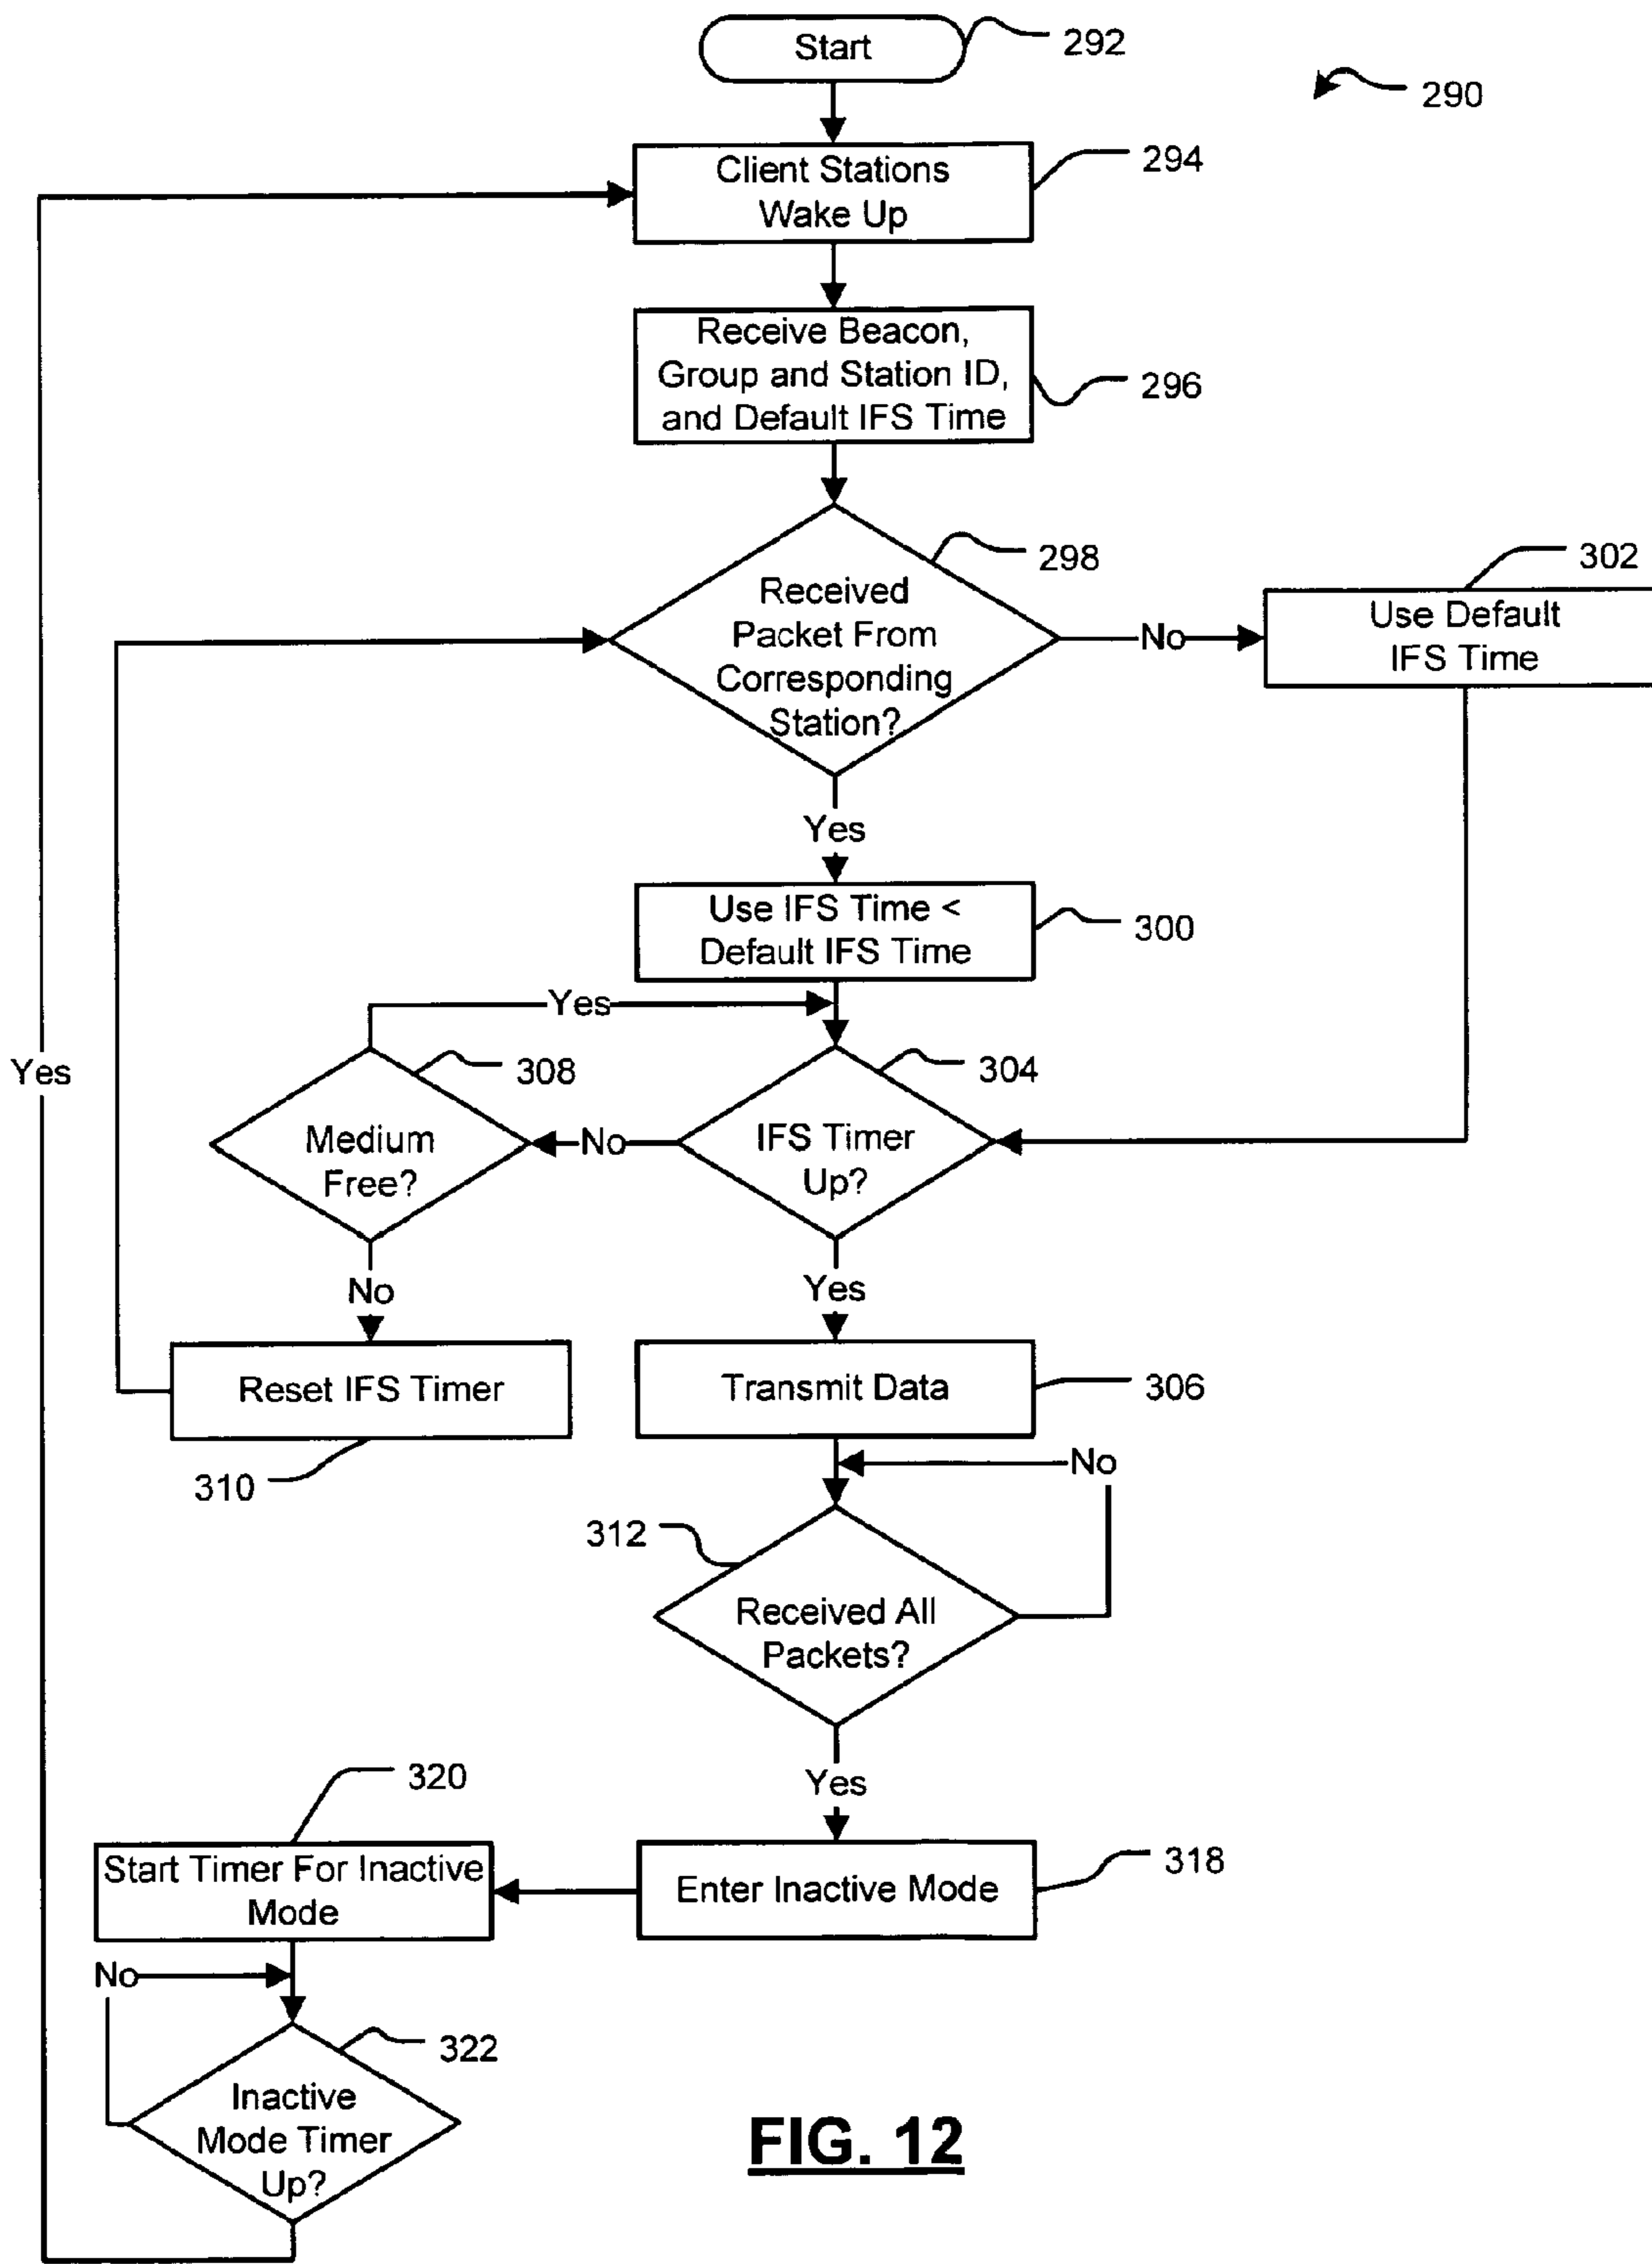 Start
292
290
Client Stations
Wake Up
294
Receive Beacon,
Group and Station ID,
and Default IFS Time
296
298
Received
Packet From
Corresponding
Station?
No
302
Use Default
IFS Time
Yes
Use IFS Time <
Default IFS Time
300
Yes
Yes
308
304
Medium
Free?
No
IFS Timer
Up?
No
Yes
Reset IFS Timer
310
Transmit Data
306
No
312
Received All
Packets?
Yes
320
Start Timer For Inactive
Mode
Enter Inactive Mode
318
No
322
Inactive
Mode Timer
Up?
FIG. 12